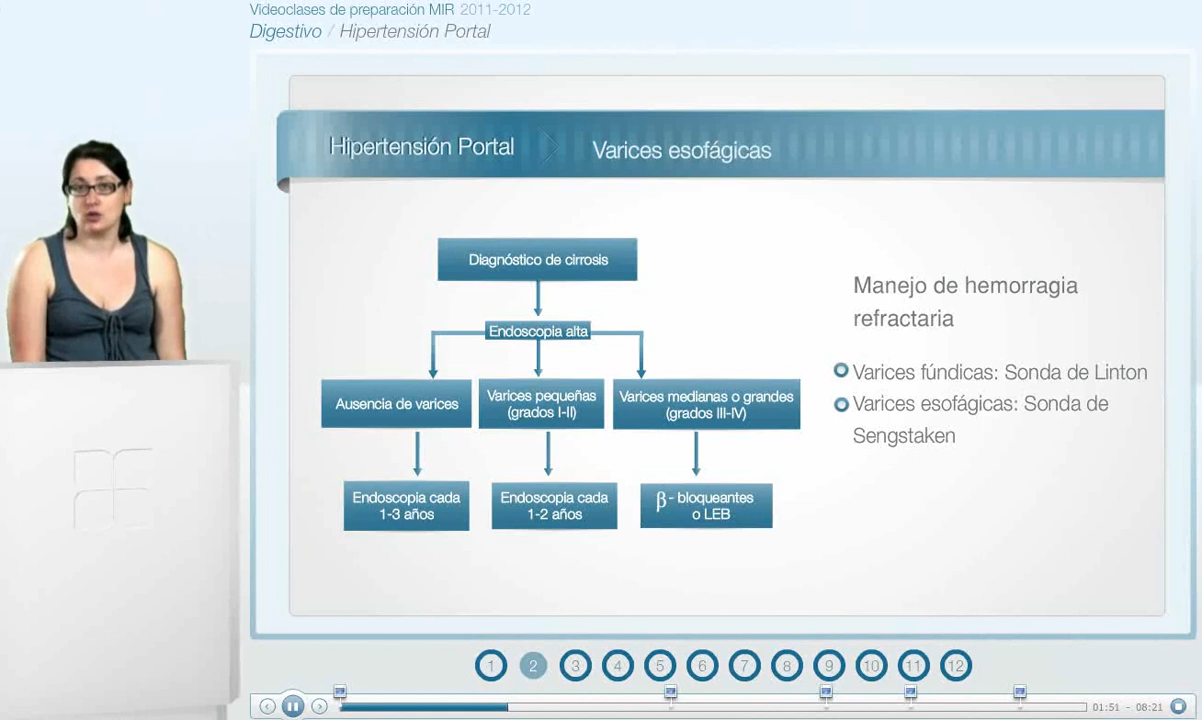 Videoclases de preparación MIR 2011-2012
Digestivo / Hipertensión Portal
Hipertensión Portal
Varices esofágicas
Diagnóstico de cirrosis
Endoscopia alta
Ausencia de varices
Varices pequeñas
(grados I-II)
Varices medianas o grandes
(grados III-IV)
Endoscopia cada
1-3 años
Endoscopia cada
1-2 años
β - bloqueantes
o LEB
Manejo de hemorragia
refractaria
Varices fúndicas: Sonda de Linton
Varices esofágicas: Sonda de
Sengstaken
1 2 3 4 5 6 7 8 9 10 11 12
01:51 - 08:21